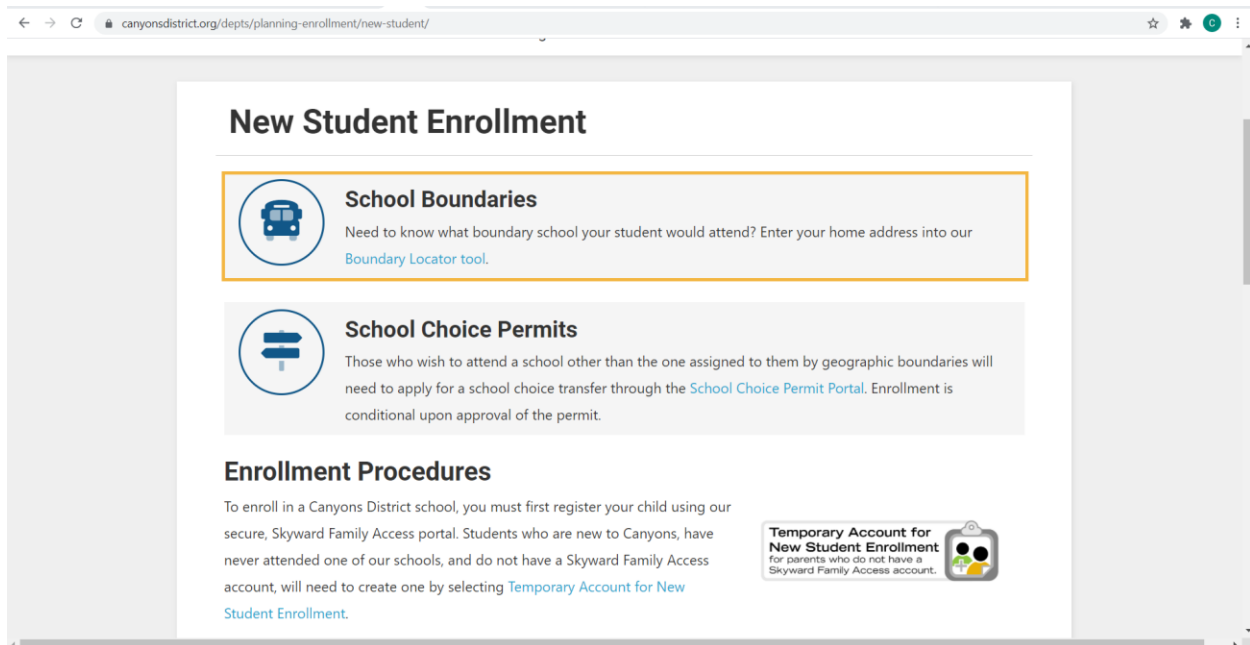 canyonsdistrict.org/depts/planning-enrollment/new-student/
C
New Student Enrollment
School Boundaries
Need to know what boundary school your student would attend? Enter your home address into our
Boundary Locator tool.
School Choice Permits
Those who wish to attend a school other than the one assigned to them by geographic boundaries will
need to apply for a school choice transfer through the School Choice Permit Portal. Enrollment is
conditional upon approval of the permit.
Enrollment Procedures
To enroll in a Canyons District school, you must first register your child using our
secure, Skyward Family Access portal. Students who are new to Canyons, have
never attended one of our schools, and do not have a Skyward Family Access
account, will need to create one by selecting Temporary Account for New
Student Enrollment.
Temporary Account for
New Student Enrollment
for parents who do not have a
Skyward Family Access account.